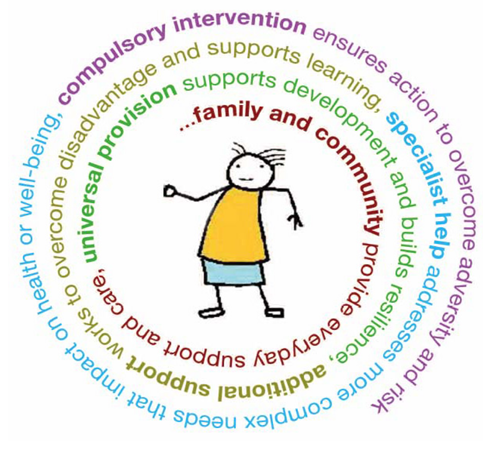 ...family and community provide everyday support and care,
universal provision supports development and builds resilience,
additional support works to overcome disadvantage and supports learning,
specialist help addresses more complex needs that impact on health or well-being,
compulsory intervention ensures action to overcome adversity and risk